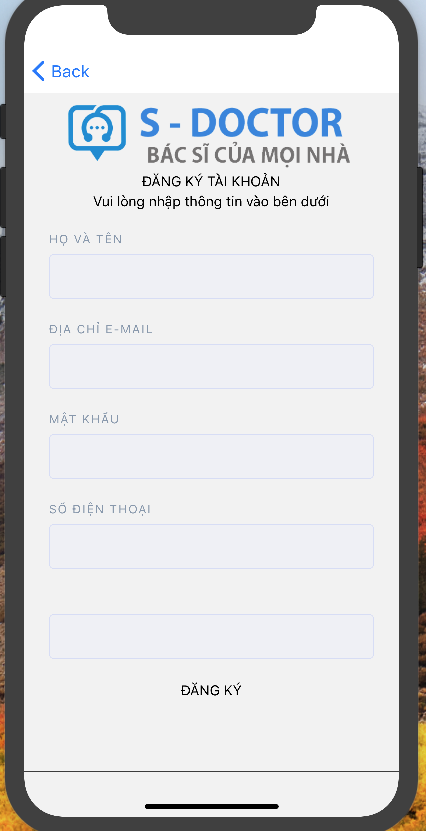 Back
S - DOCTOR
BÁC SĨ CỦA MỌI NHÀ
ĐĂNG KÝ TÀI KHOẢN
Vui lòng nhập thông tin vào bên dưới
HỌ VÀ TÊN
ĐỊA CHỈ E-MAIL
MẬT KHẨU
SỐ ĐIỆN THOẠI
ĐĂNG KÝ